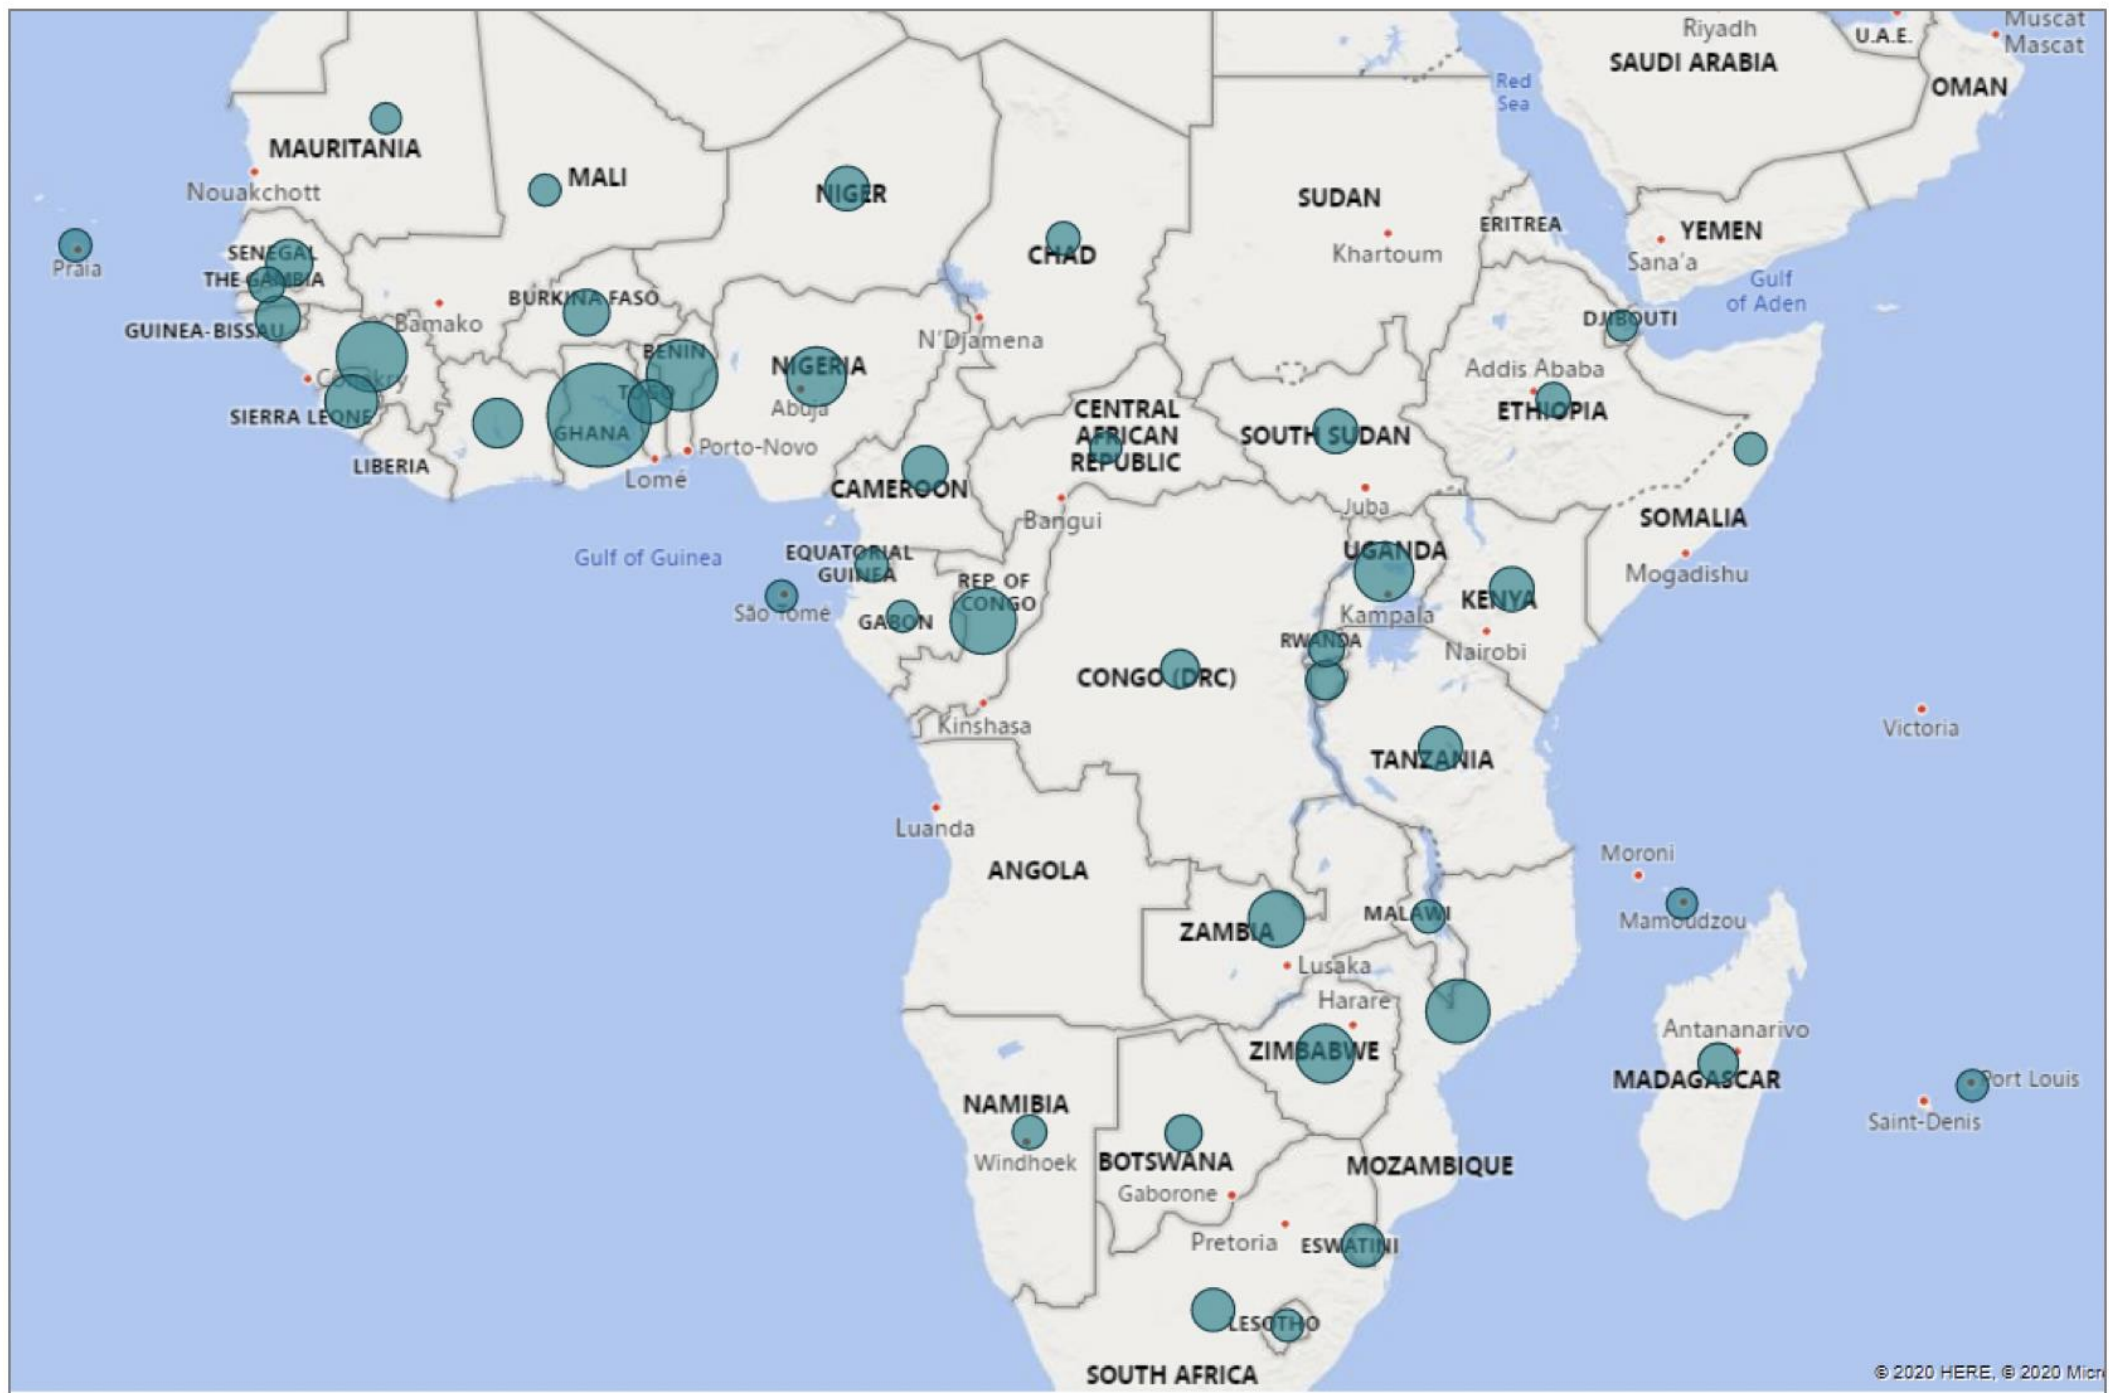 Muscat
Mascat
Riyadh
U.A.E.
SAUDI ARABIA
OMAN
Red
Sea
MAURITANIA
Nouakchott
MALI
NIGER
SUDAN
Khartoum
ERITREA
YEMEN
Sana'a
Gulf
of Aden
Praia
SENEGAL
THE GAMBIA
GUINEA-BISSAU
BURKINA FASO
Bamako
CHAD
N'Djamena
DJIBOUTI
Conakry
SIERRA LEONE
LIBERIA
BENIN
TOGO
GHANA
NIGERIA
Abuja
Porto-Novo
Lomé
Addis Ababa
ETHIOPIA
CENTRAL
AFRICAN
REPUBLIC
SOUTH SUDAN
CAMEROON
Bangui
Juba
SOMALIA
Mogadishu
Gulf of Guinea
EQUATORIAL
GUINEA
REP. OF
CONGO
São Tomé
GABON
UGANDA
Kampala
KENYA
Nairobi
RWANDA
CONGO (DRC)
Kinshasa
TANZANIA
Victoria
Luanda
ANGOLA
Moroni
Mamoudzou
ZAMBIA
Lusaka
MALAWI
Harare
ZIMBABWE
Antananarivo
MADAGASCAR
Port Louis
Saint-Denis
NAMIBIA
Windhoek
BOTSWANA
Gaborone
MOZAMBIQUE
Pretoria
ESWATINI
LESOTHO
SOUTH AFRICA
© 2020 HERE, © 2020 Micr